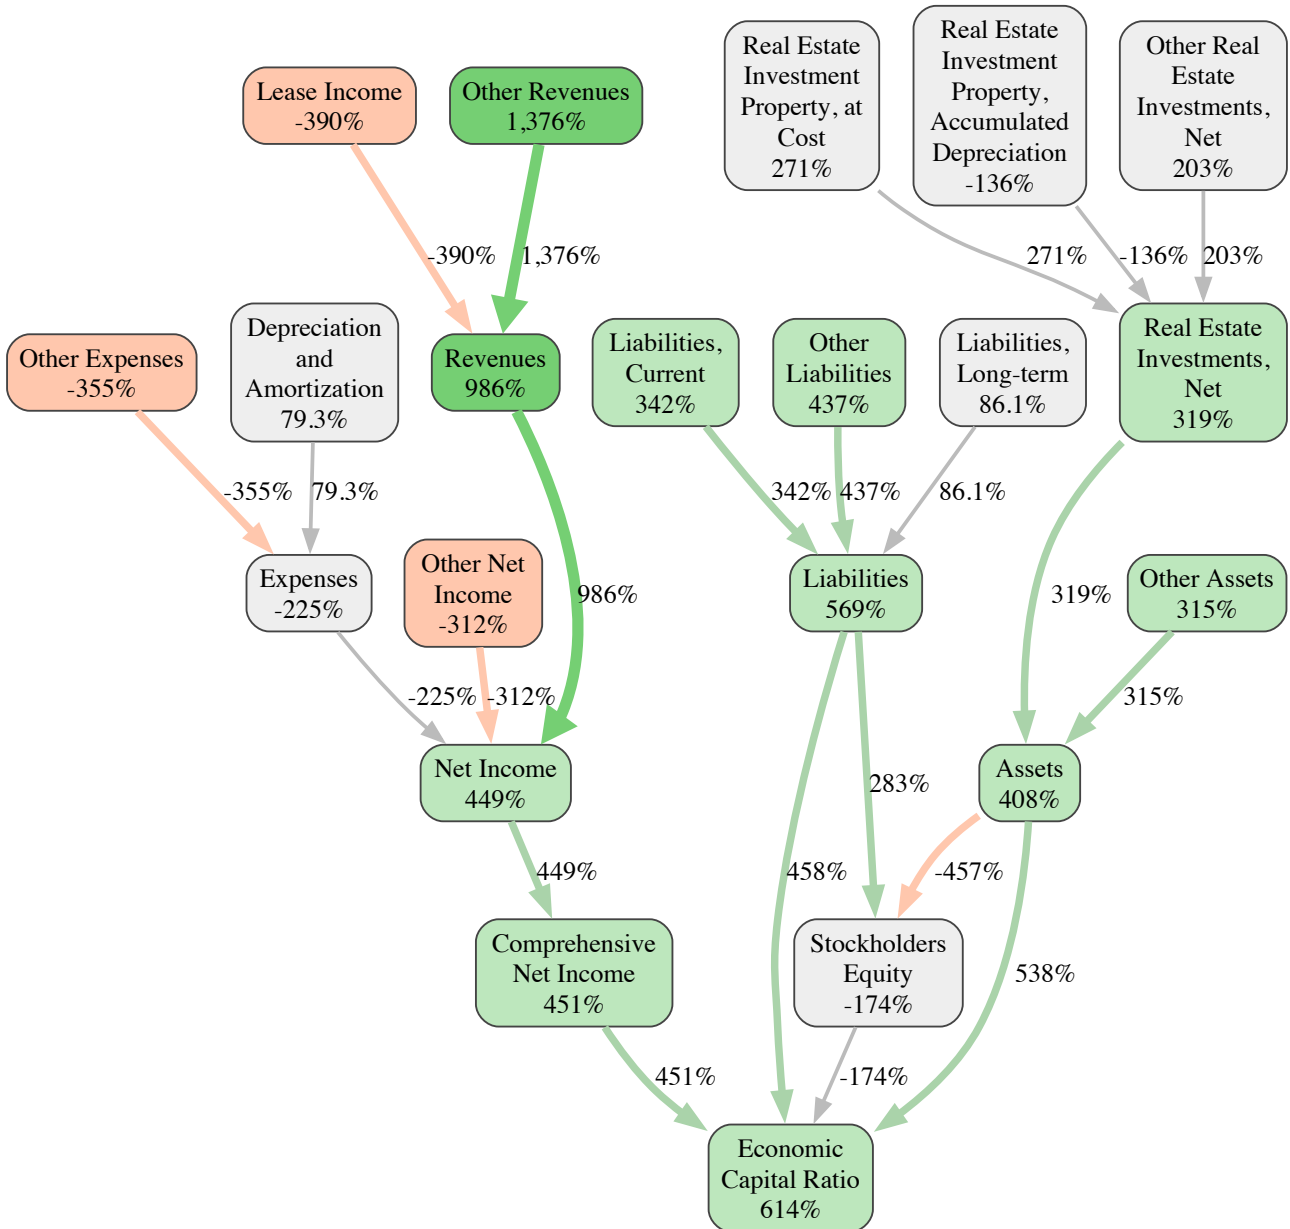 Real Estate
Investment
Property, at
Cost
271%
Real Estate
Investment
Property,
Accumulated
Depreciation
-136%
Other Real
Estate
Investments,
Net
203%
Lease Income
-390%
Other Revenues
1,376%
-390%
1,376%
271%
-136%
203%
Other Expenses
-355%
Depreciation
and
Amortization
79.3%
Revenues
986%
Liabilities,
Current
342%
Other
Liabilities
437%
Liabilities,
Long-term
86.1%
Real Estate
Investments,
Net
319%
-355%
79.3%
342%
437%
86.1%
Expenses
-225%
Other Net
Income
-312%
986%
Liabilities
569%
319%
Other Assets
315%
-225%
-312%
315%
Net Income
449%
283%
Assets
408%
449%
458%
-457%
Comprehensive
Net Income
451%
Stockholders
Equity
-174%
538%
451%
-174%
Economic
Capital Ratio
614%